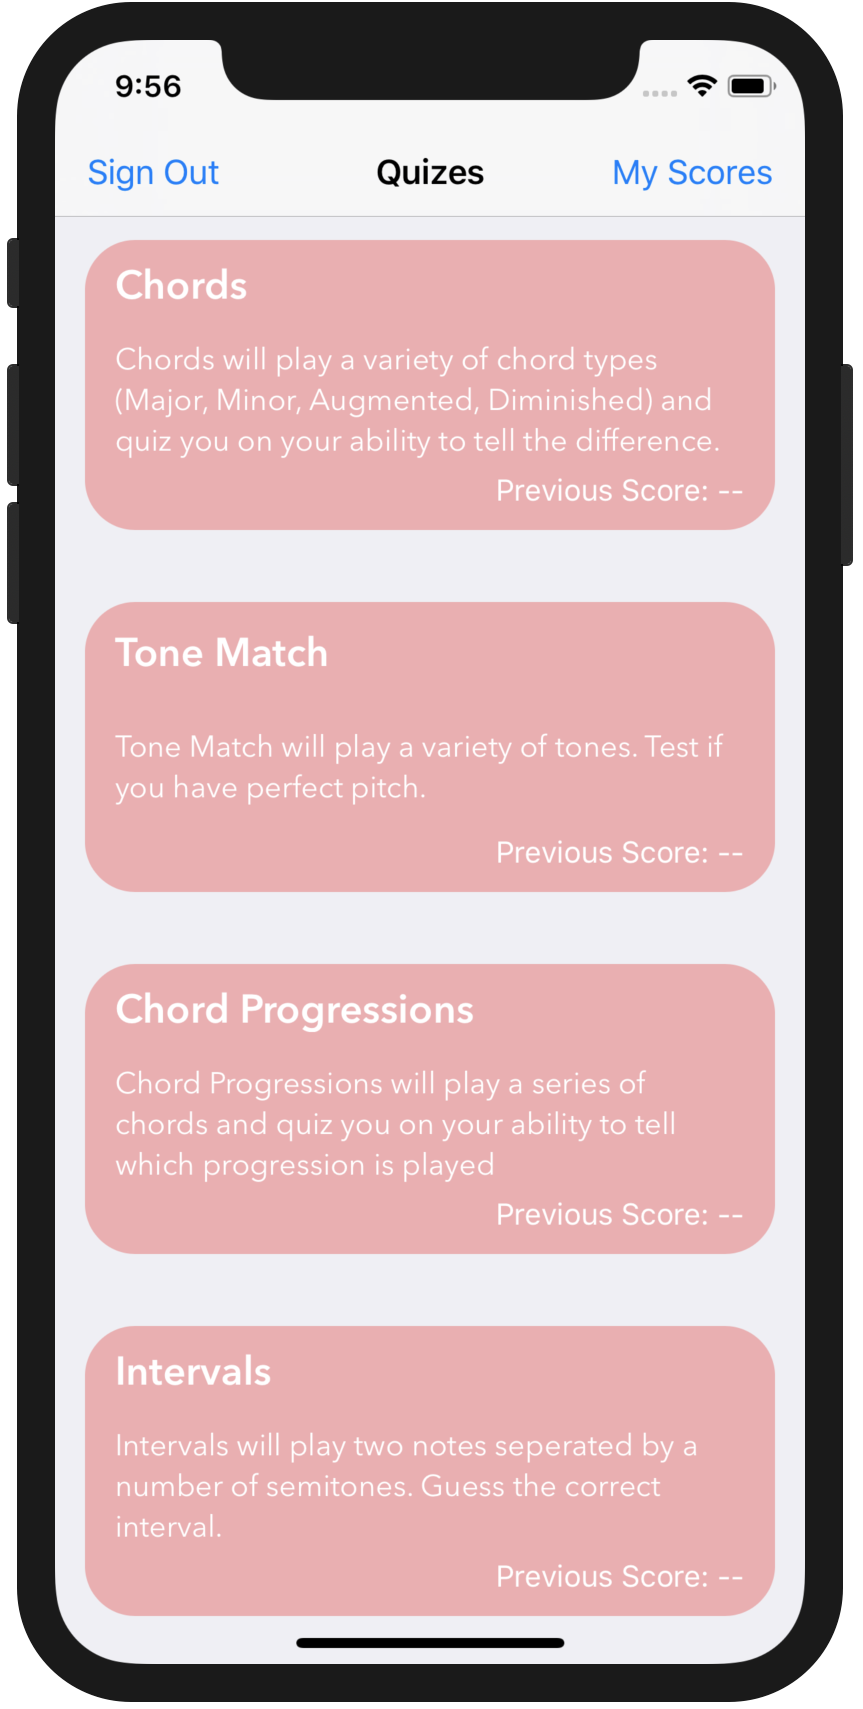 9:56
Sign Out Quizes My Scores
Chords
Chords will play a variety of chord types
(Major, Minor, Augmented, Diminished) and
quiz you on your ability to tell the difference.
Previous Score: --
Tone Match
Tone Match will play a variety of tones. Test if
you have perfect pitch.
Previous Score: --
Chord Progressions
Chord Progressions will play a series of
chords and quiz you on your ability to tell
which progression is played
Previous Score: --
Intervals
Intervals will play two notes seperated by a
number of semitones. Guess the correct
interval.
Previous Score: --